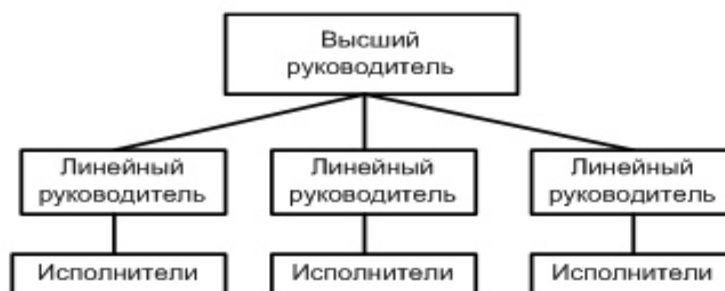 Высший
руководитель
Линейный
руководитель
Линейный
руководитель
Линейный
руководитель
Исполнители
Исполнители
Исполнители